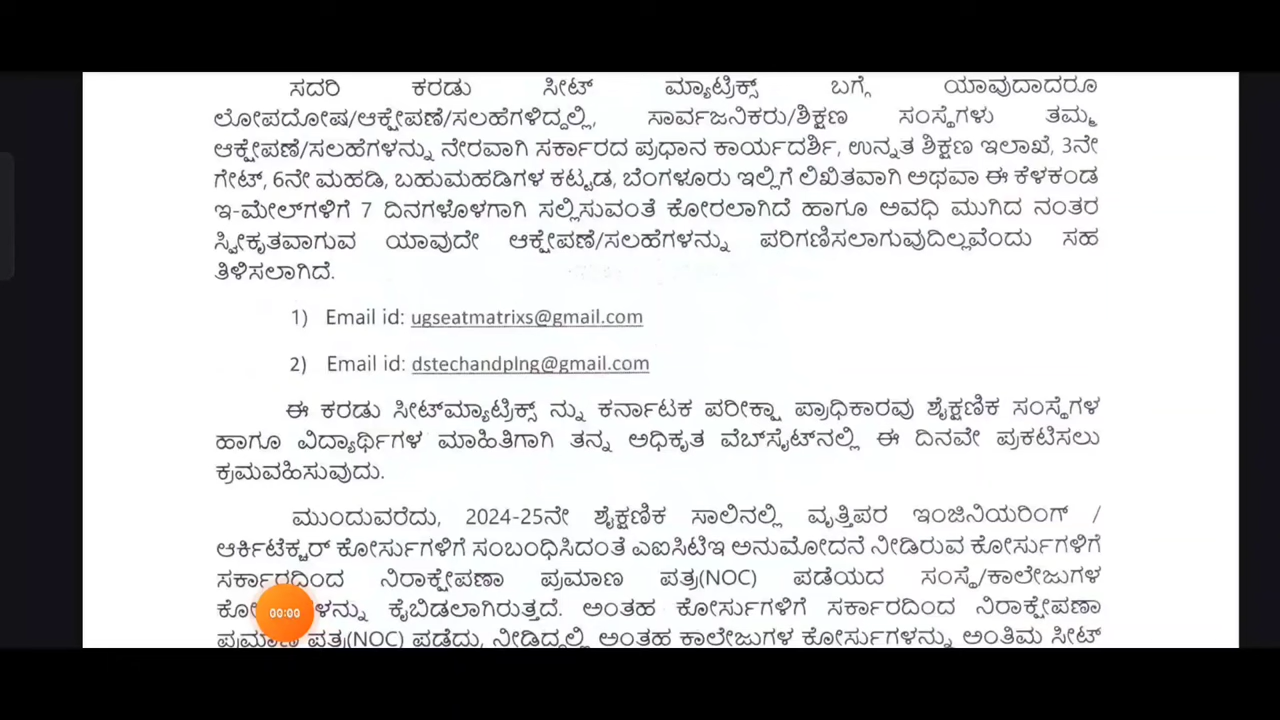 ಸದರಿ ಕರಡು ಸೀಟ್ ಮ್ಯಾಟ್ರಿಕ್ಸ್ ಬಗ್ಗೆ ಯಾವುದಾದರೂ
ಲೋಪದೋಷ/ಆಕ್ಷೇಪಣೆ/ಸಲಹೆಗಳಿದ್ದಲ್ಲಿ, ಸಾರ್ವಜನಿಕರು/ಶಿಕ್ಷಣ ಸಂಸ್ಥೆಗಳು ತಮ್ಮ
ಆಕ್ಷೇಪಣೆ/ಸಲಹೆಗಳನ್ನು ನೇರವಾಗಿ ಸರ್ಕಾರದ ಪ್ರಧಾನ ಕಾರ್ಯದರ್ಶಿ, ಉನ್ನತ ಶಿಕ್ಷಣ ಇಲಾಖೆ, 3ನೇ
ಗೇಟ್, 6ನೇ ಮಹಡಿ, ಬಹುಮಹಡಿಗಳ ಕಟ್ಟಡ, ಬೆಂಗಳೂರು ಇಲ್ಲಿಗೆ ಲಿಖಿತವಾಗಿ ಅಥವಾ ಈ ಕೆಳಕಂಡ
ಇ-ಮೇಲ್‌ಗಳಿಗೆ 7 ದಿನಗಳೊಳಗಾಗಿ ಸಲ್ಲಿಸುವಂತೆ ಕೋರಲಾಗಿದೆ ಹಾಗೂ ಅವಧಿ ಮುಗಿದ ನಂತರ
ಸ್ವೀಕೃತವಾಗುವ ಯಾವುದೇ ಆಕ್ಷೇಪಣೆ/ಸಲಹೆಗಳನ್ನು ಪರಿಗಣಿಸಲಾಗುವುದಿಲ್ಲವೆಂದು ಸಹ
ತಿಳಿಸಲಾಗಿದೆ.
1) Email id: ugseatmatrixs@gmail.com
2) Email id: dstechandplng@gmail.com
ಈ ಕರಡು ಸೀಟ್‌ಮ್ಯಾಟ್ರಿಕ್ಸ್ ನ್ನು ಕರ್ನಾಟಕ ಪರೀಕ್ಷಾ ಪ್ರಾಧಿಕಾರವು ಶೈಕ್ಷಣಿಕ ಸಂಸ್ಥೆಗಳ
ಹಾಗೂ ವಿದ್ಯಾರ್ಥಿಗಳ ಮಾಹಿತಿಗಾಗಿ ತನ್ನ ಅಧಿಕೃತ ವೆಬ್‌ಸೈಟ್‌ನಲ್ಲಿ ಈ ದಿನವೇ ಪ್ರಕಟಿಸಲು
ಕ್ರಮವಹಿಸುವುದು.
ಮುಂದುವರೆದು, 2024-25ನೇ ಶೈಕ್ಷಣಿಕ ಸಾಲಿನಲ್ಲಿ ವೃತ್ತಿಪರ ಇಂಜಿನಿಯರಿಂಗ್ /
ಆರ್ಕಿಟೆಕ್ಚರ್ ಕೋರ್ಸುಗಳಿಗೆ ಸಂಬಂಧಿಸಿದಂತೆ ಎಐಸಿಟಿಇ ಅನುಮೋದನೆ ನೀಡಿರುವ ಕೋರ್ಸುಗಳಿಗೆ
ಸರ್ಕಾರದಿಂದ ನಿರಾಕ್ಷೇಪಣಾ ಪ್ರಮಾಣ ಪತ್ರ(NOC) ಪಡೆಯದ ಸಂಸ್ಥೆ/ಕಾಲೇಜುಗಳ
00:00 ಕೈಬಿಡಲಾಗಿರುತ್ತದೆ. ಅಂತಹ ಕೋರ್ಸುಗಳಿಗೆ ಸರ್ಕಾರದಿಂದ ನಿರಾಕ್ಷೇಪಣಾ
ಪ್ರಮಾಣ ಪತ್ರ(NOC) ಪಡೆದು, ನೀಡಿದ್ದಲ್ಲಿ ಅಂತಹ ಕಾಲೇಜುಗಳ ಕೋರ್ಸುಗಳನ್ನು ಅಂತಿಮ ಸೀಟ್